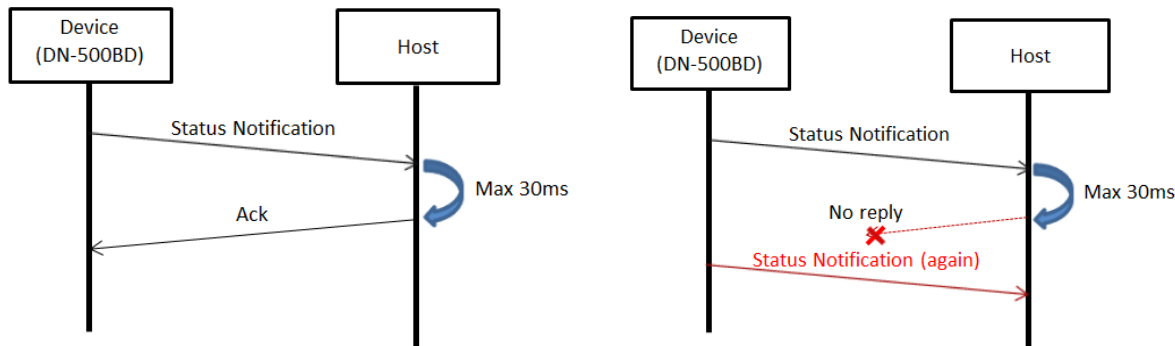 Device
(DN-500BD)
Host
Status Notification
Max 30ms
Ack
Device
(DN-500BD)
Host
Status Notification
Max 30ms
No reply
Status Notification (again)